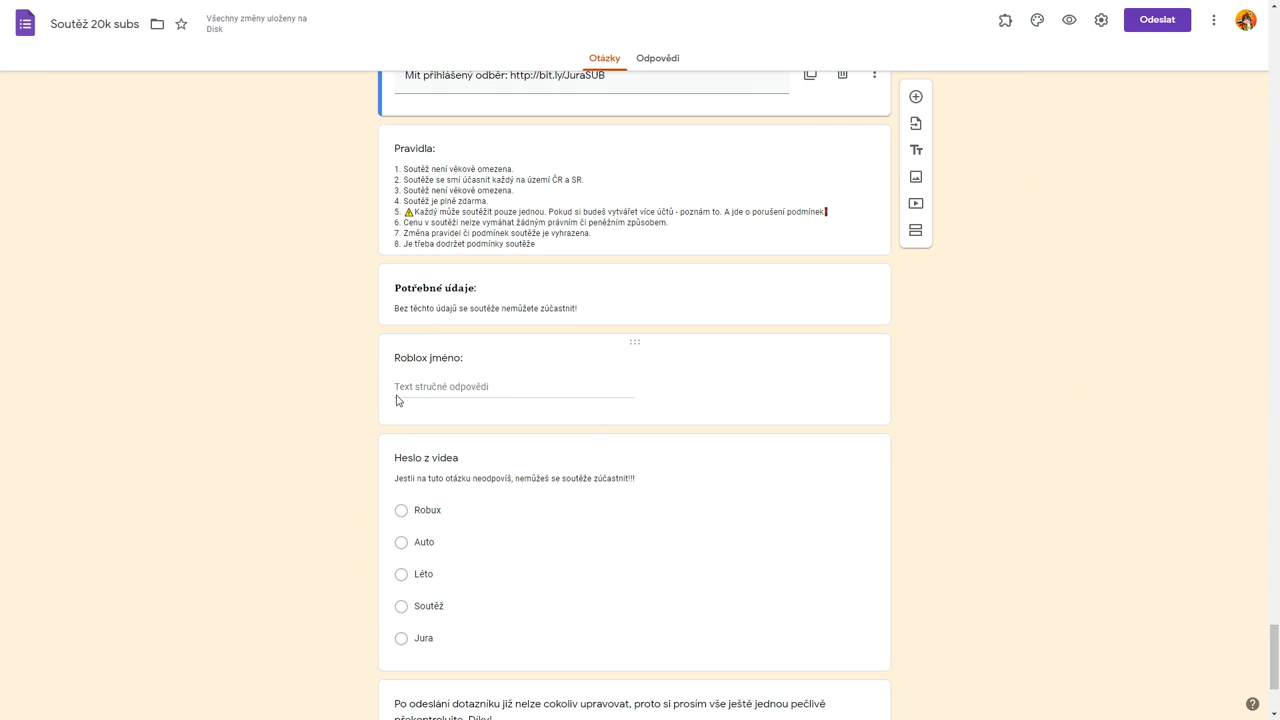 Soutěž 20k subs
Všechny změny uloženy na
Disk
Odeslat
Otázky
Odpovědi
Mít přihlášený odběr: http://bit.ly/JuraSUB
Pravidla:
1. Soutěž není věkově omezena.
2. Soutěže se smí účasnit každý na území ČR a SR.
3. Soutěž není věkově omezena.
4. Soutěž je plně zdarma.
5. ⚠Každý může soutěžit pouze jednou. Pokud si budeš vytvářet více účtů - poznám to. A jde o porušení podmínek❗
6. Cenu v soutěži nelze vymáhat žádným právním či peněžním způsobem.
7. Změna pravidel či podmínek soutěže je vyhrazena.
8. Je třeba dodržet podmínky soutěže
Potřebné údaje:
Bez těchto údajů se soutěže nemůžete zúčastnit!
Roblox jméno:
Text stručné odpovědi
Heslo z videa
Jestli na tuto otázku neodpovíš, nemůžeš se soutěže zúčastnit!!!
Robux
Auto
Léto
Soutěž
Jura
Po odeslání dotazníku již nelze cokoliv upravovat, proto si prosím vše ještě jednou pečlivě
překontrolujte. Díky!